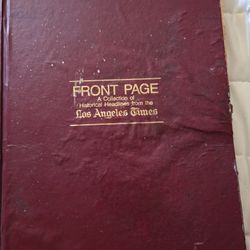 FRONT PAGE
A Collection of
Historical Headlines from the
Los Angeles Times